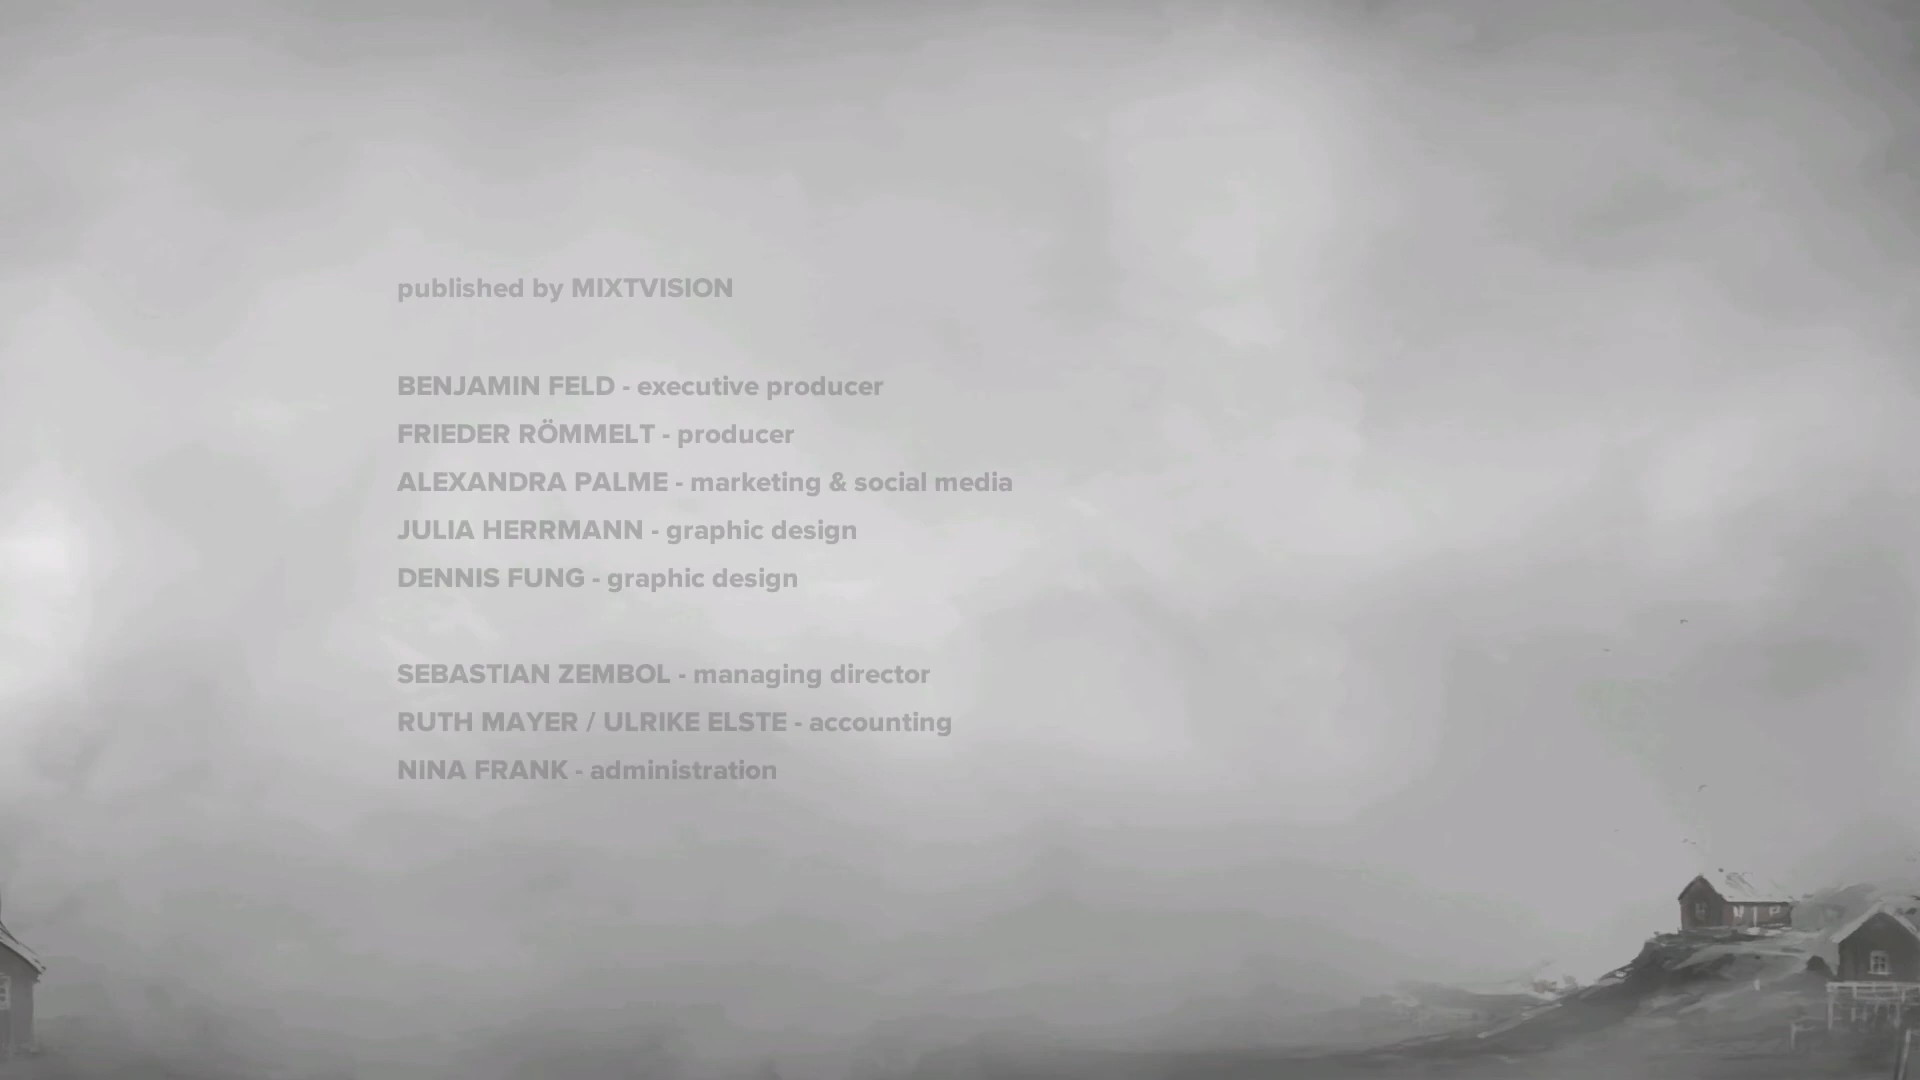 published by MIXTVISION
BENJAMIN FELD - executive producer
FRIEDER RÖMMELT - producer
ALEXANDRA PALME - marketing & social media
JULIA HERRMANN - graphic design
DENNIS FUNG - graphic design
SEBASTIAN ZEMBOL - managing director
RUTH MAYER / ULRIKE ELSTE - accounting
NINA FRANK - administration